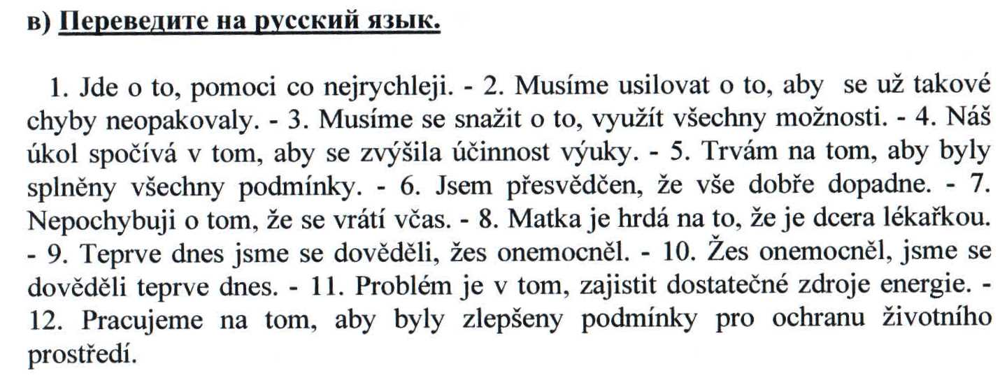 в) Переведите на русский язык.
1. Jde o to, pomoci co nejrychleji. - 2. Musíme usilovat o to, aby se už takové
chyby neopakovaly. - 3. Musíme se snažit o to, využít všechny možnosti. - 4. Náš
úkol spočívá v tom, aby se zvýšila účinnost výuky. - 5. Trvám na tom, aby byly
splněny všechny podmínky. - 6. Jsem přesvědčen, že vše dobře dopadne. - 7.
Nepochybuji o tom, že se vrátí včas. - 8. Matka je hrdá na to, že je dcera lékařkou.
- 9. Teprve dnes jsme se dověděli, žes onemocněl. - 10. Žes onemocněl, jsme se
dověděli teprve dnes. - 11. Problém je v tom, zajistit dostatečné zdroje energie. -
12. Pracujeme na tom, aby byly zlepšeny podmínky pro ochranu životního
prostředí.